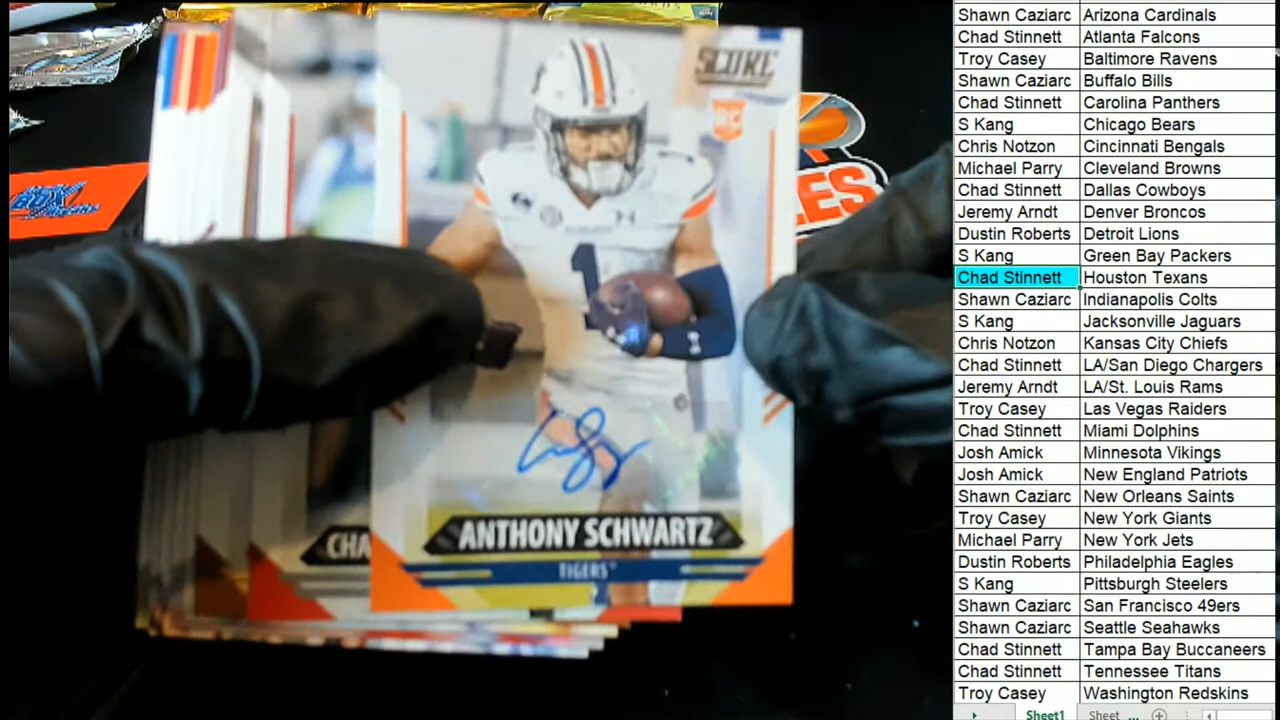 SCORE
RC
1
ANTHONY SCHWARTZ
TIGERS
CHA
Shawn Caziarc Arizona Cardinals
Chad Stinnett Atlanta Falcons
Troy Casey Baltimore Ravens
Shawn Caziarc Buffalo Bills
Chad Stinnett Carolina Panthers
S Kang Chicago Bears
Chris Notzon Cincinnati Bengals
Michael Parry Cleveland Browns
Chad Stinnett Dallas Cowboys
Jeremy Arndt Denver Broncos
Dustin Roberts Detroit Lions
S Kang Green Bay Packers
Chad Stinnett Houston Texans
Shawn Caziarc Indianapolis Colts
S Kang Jacksonville Jaguars
Chris Notzon Kansas City Chiefs
Chad Stinnett LA/San Diego Chargers
Jeremy Arndt LA/St. Louis Rams
Troy Casey Las Vegas Raiders
Chad Stinnett Miami Dolphins
Josh Amick Minnesota Vikings
Josh Amick New England Patriots
Shawn Caziarc New Orleans Saints
Troy Casey New York Giants
Michael Parry New York Jets
Dustin Roberts Philadelphia Eagles
S Kang Pittsburgh Steelers
Shawn Caziarc San Francisco 49ers
Shawn Caziarc Seattle Seahawks
Chad Stinnett Tampa Bay Buccaneers
Chad Stinnett Tennessee Titans
Troy Casey Washington Redskins
Sheet1 Sheet ...